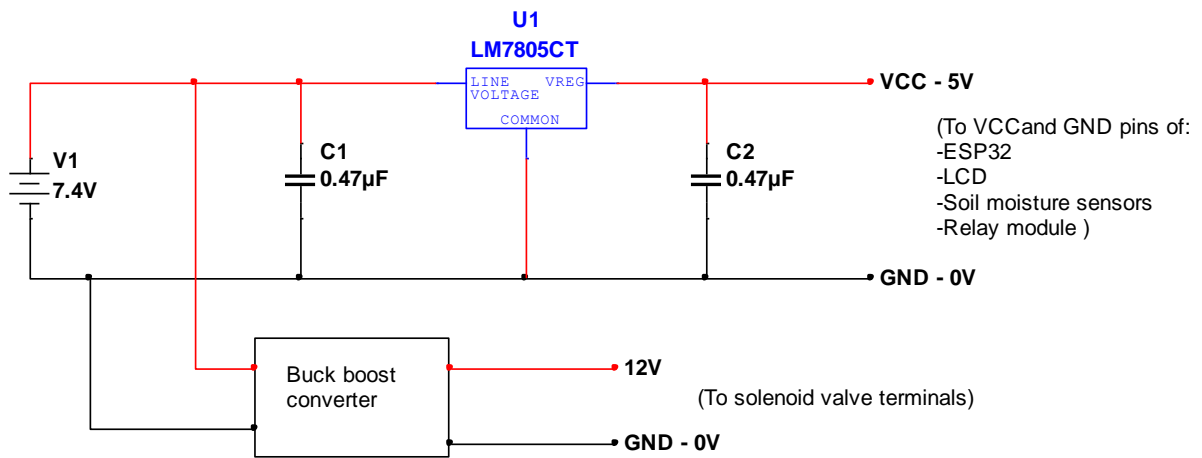 U1
LM7805CT
LINE VREG
VOLTAGE
COMMON
VCC - 5V
(To VCCand GND pins of:
-ESP32
-LCD
-Soil moisture sensors
-Relay module )
V1
7.4V
C1
0.47µF
C2
0.47µF
GND - 0V
Buck boost
converter
12V
(To solenoid valve terminals)
GND - 0V